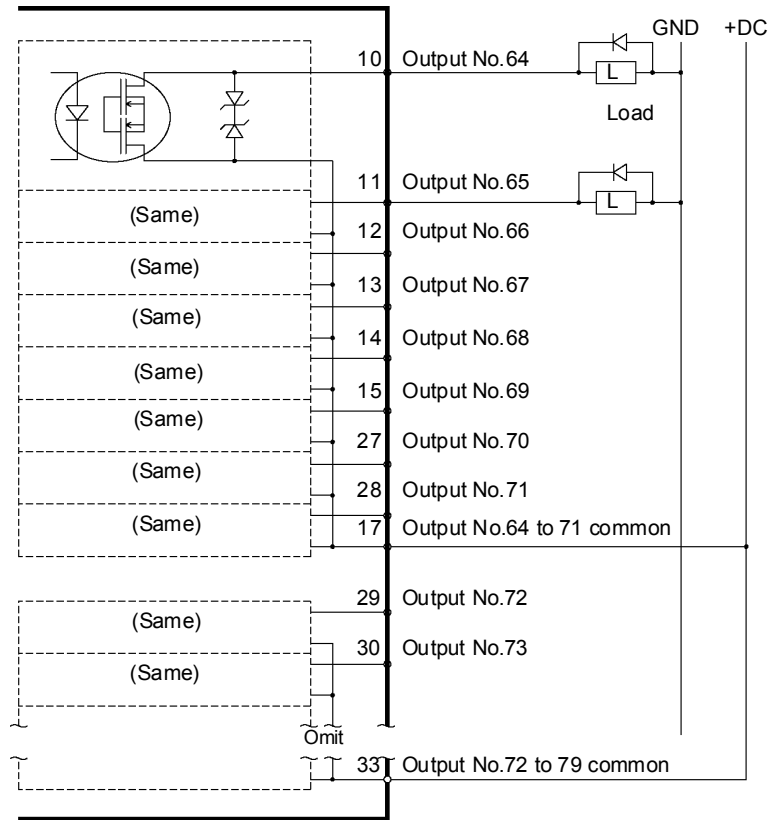 GND +DC
10 Output No.64
L
Load
11 Output No.65
L
(Same)
12 Output No.66
(Same)
13 Output No.67
(Same)
14 Output No.68
(Same)
15 Output No.69
(Same)
27 Output No.70
(Same)
28 Output No.71
(Same)
17 Output No.64 to 71 common
29 Output No.72
(Same)
30 Output No.73
(Same)
Omit
33 Output No.72 to 79 common